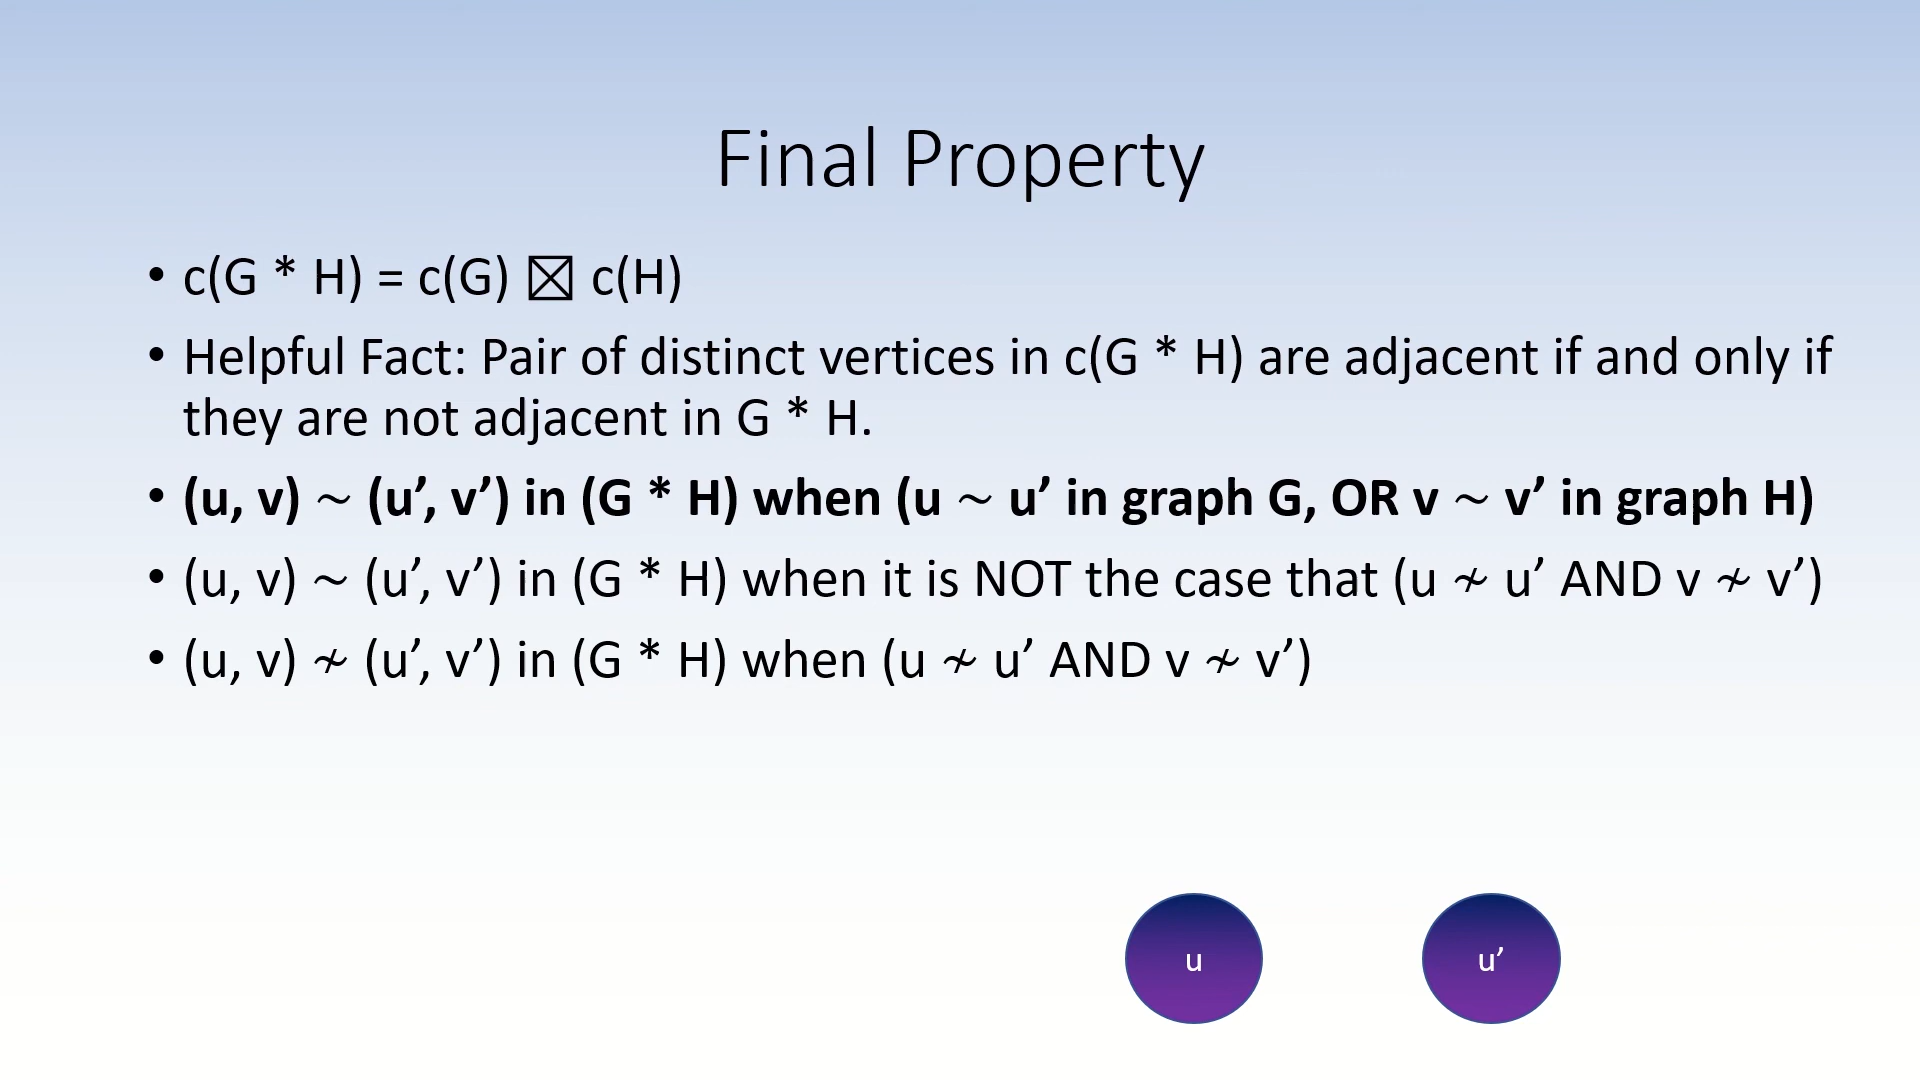 Final Property
• c(G * H) = c(G) ⊠ c(H)
• Helpful Fact: Pair of distinct vertices in c(G * H) are adjacent if and only if
they are not adjacent in G * H.
• (u, v) ~ (u’, v’) in (G * H) when (u ~ u’ in graph G, OR v ~ v’ in graph H)
• (u, v) ~ (u’, v’) in (G * H) when it is NOT the case that (u ≁ u’ AND v ≁ v’)
• (u, v) ≁ (u’, v’) in (G * H) when (u ≁ u’ AND v ≁ v’)
u u’